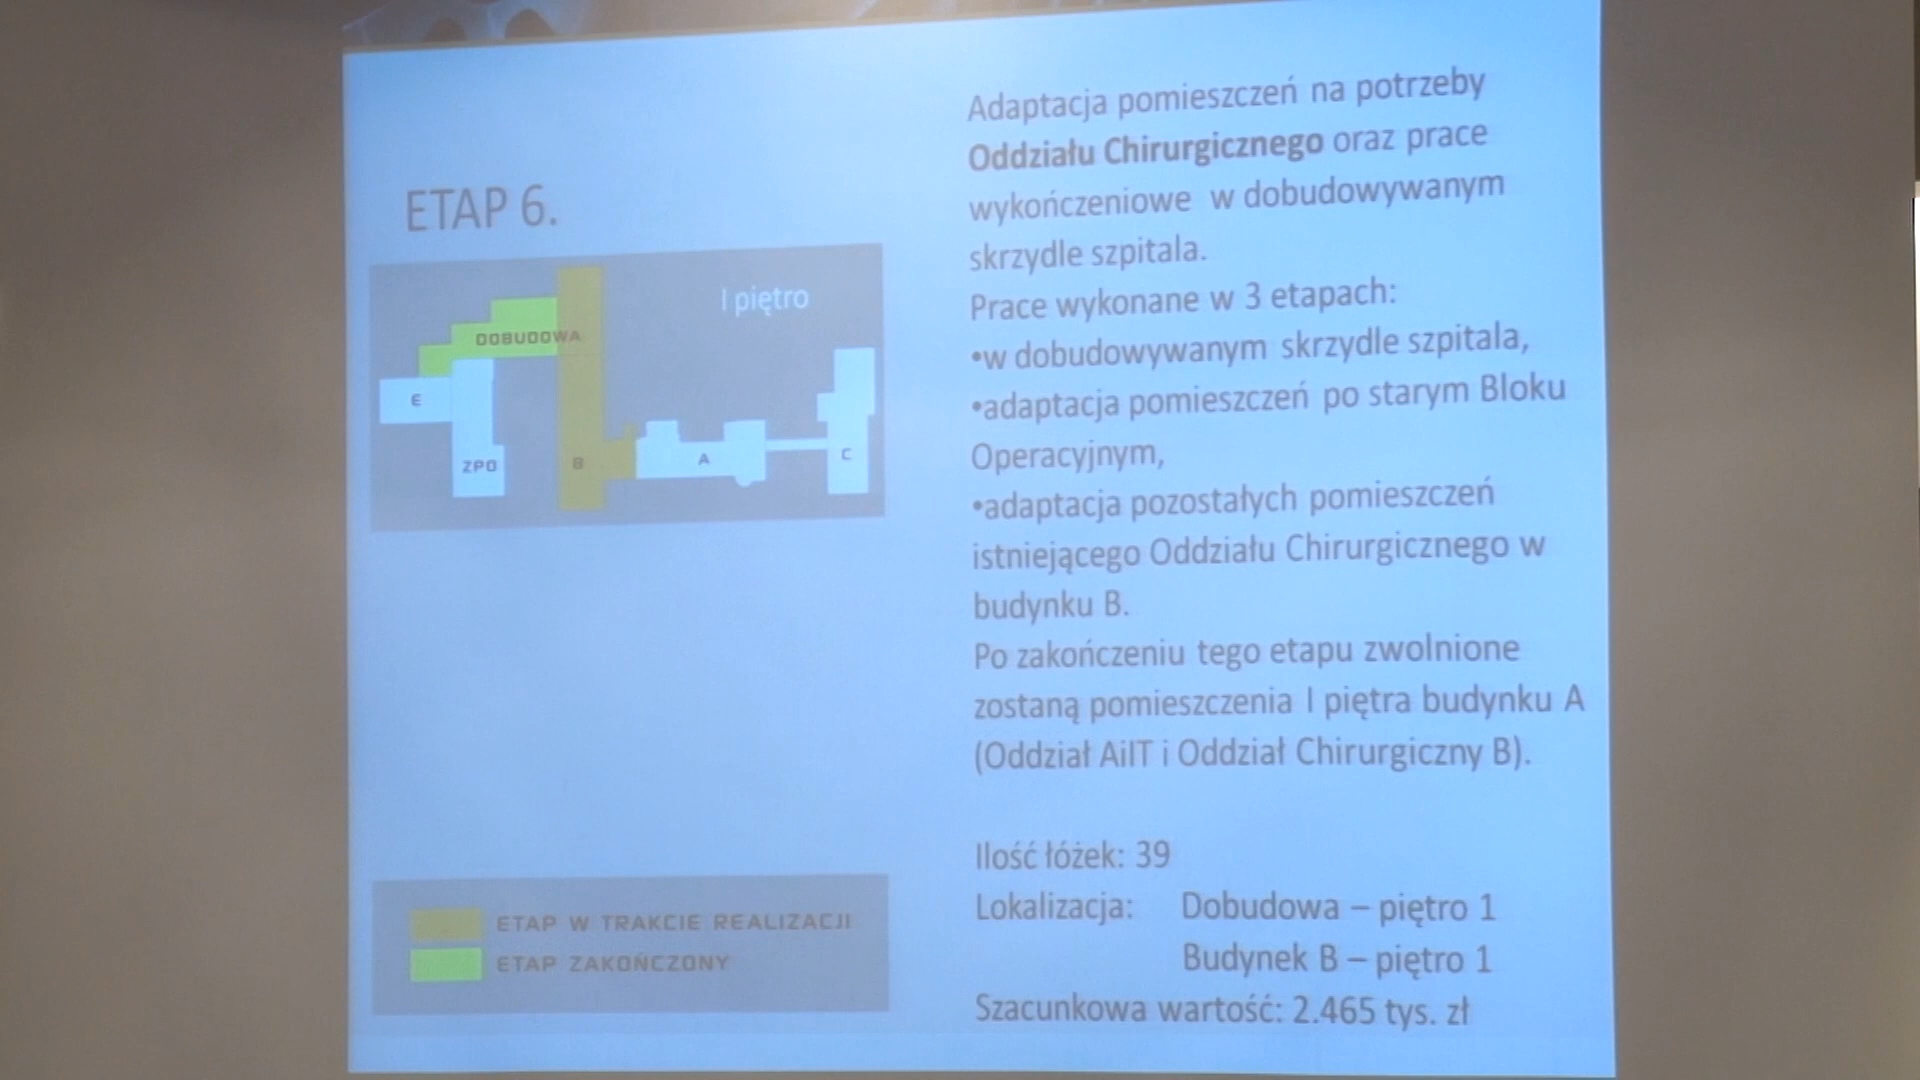 ETAP 6.
I piętro
DOBUDOWA
E
ZPO
B
A
C
ETAP W TRAKCIE REALIZACJI
ETAP ZAKOŃCZONY
Adaptacja pomieszczeń na potrzeby
Oddziału Chirurgicznego oraz prace
wykończeniowe w dobudowywanym
skrzydle szpitala.
Prace wykonane w 3 etapach:
•w dobudowywanym skrzydle szpitala,
•adaptacja pomieszczeń po starym Bloku
Operacyjnym,
•adaptacja pozostałych pomieszczeń
istniejącego Oddziału Chirurgicznego w
budynku B.
Po zakończeniu tego etapu zwolnione
zostaną pomieszczenia I piętra budynku A
(Oddział AiIT i Oddział Chirurgiczny B).
Ilość łóżek: 39
Lokalizacja: Dobudowa – piętro 1
Budynek B – piętro 1
Szacunkowa wartość: 2.465 tys. zł